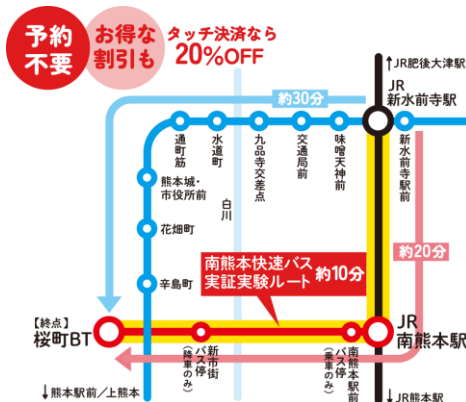 予約
不要
お得な
割引も
タッチ決済なら
20%OFF
↑JR肥後大津駅
JR
新水前寺駅
約30分
通町筋
水道町
九品寺交差点
交通局前
味噌天神前
新水前寺駅前
熊本城・
市役所前
白川
花畑町
約20分
南熊本快速バス
実証実験ルート
約10分
辛島町
【終点】
桜町BT
新市街
バス停
(降車のみ)
南熊本駅前
バス停
(乗車のみ)
JR
南熊本駅
↓熊本駅前/上熊本
↓JR熊本駅